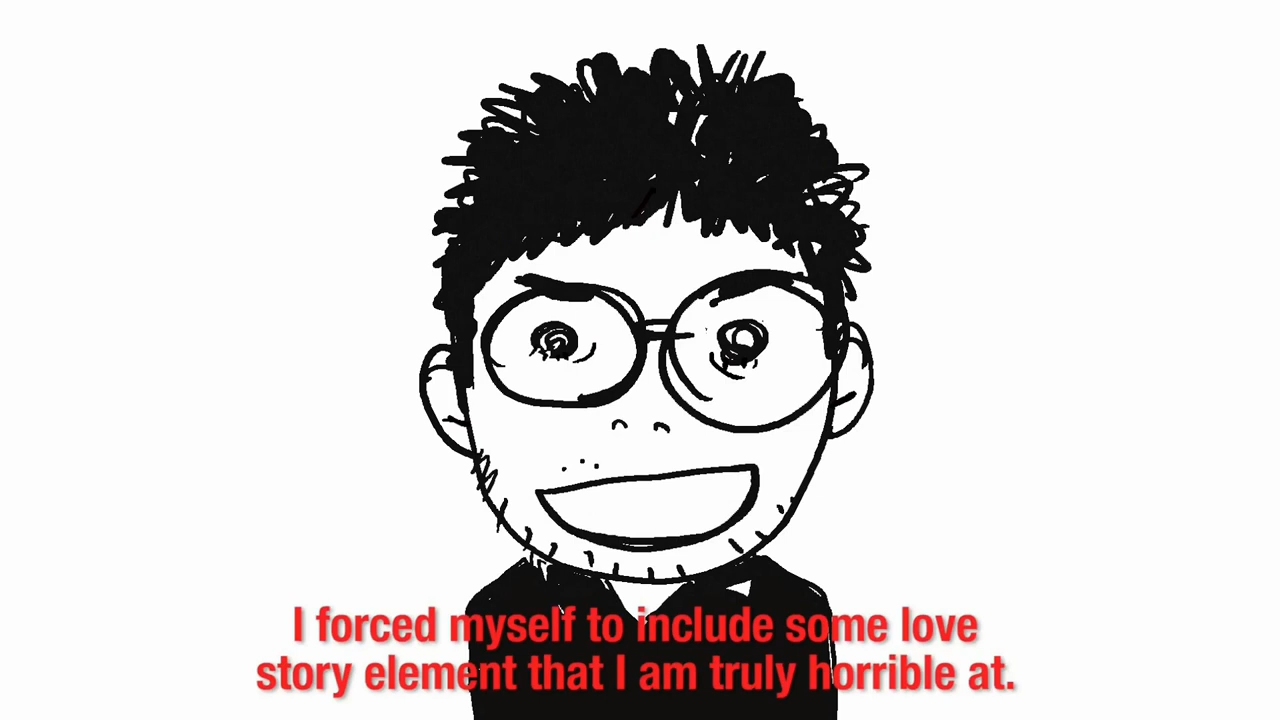 I forced myself to include some love
story element that I am truly horrible at.